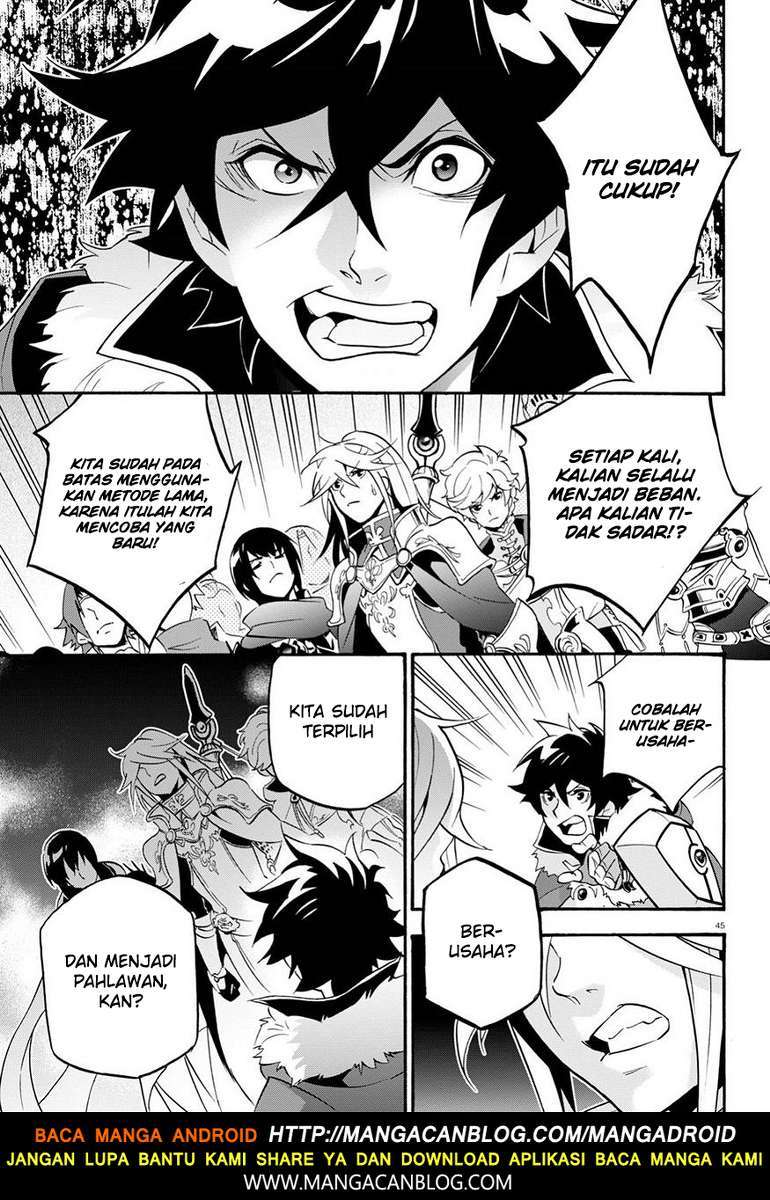 ITU SUDAH
CUKUP!
SETIAP KALI,
KALIAN SELALU
MENJADI BEBAN.
APA KALIAN TI-
DAK SADAR!?
KITA SUDAH PADA
BATAS MENGGUNA-
KAN METODE LAMA,
KARENA ITULAH KITA
MENCOBA YANG
BARU!
COBALAH
UNTUK BER-
USAHA-
45
BER-
USAHA?
KITA SUDAH
TERPILIH
DAN MENJADI
PAHLAWAN,
KAN?
BACA MANGA ANDROID HTTP://MANGACANBLOG.COM/MANGADROID
JANGAN LUPA BANTU KAMI SHARE YA DAN DOWNLOAD APLIKASI BACA MANGA KAMI
WWW.MANGACANBLOG.COM